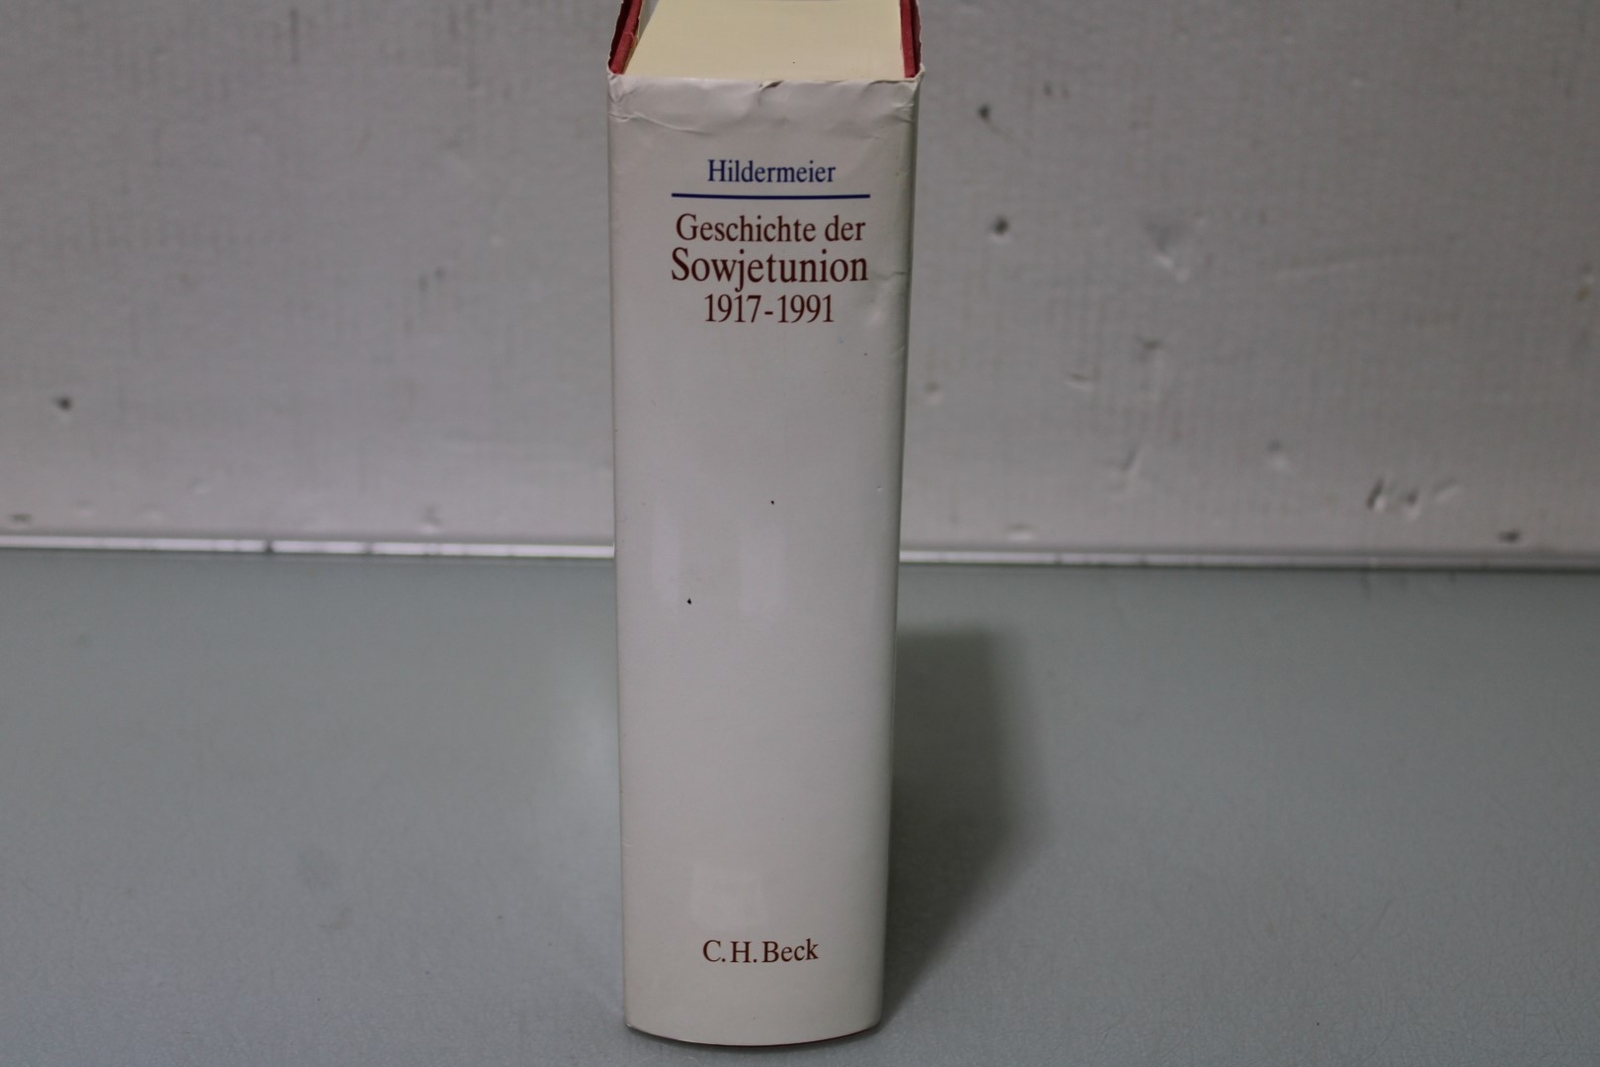 Hildermeier
Geschichte der
Sowjetunion
1917-1991
C.H.Beck